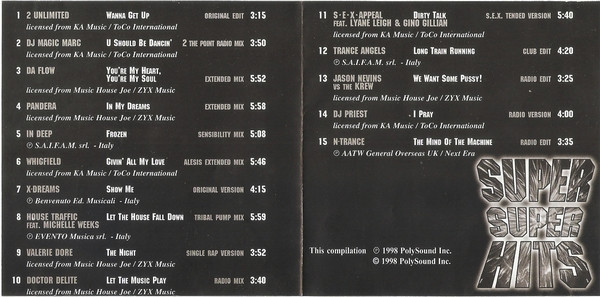 1 2 UNLIMITED WANNA GET UP ORIGINAL EDIT 3:15
licensed from KA Music / ToCo International
2 DJ MAGIC MARC U SHOULD BE DANCIN' 2 THE POINT RADIO MIX 3:50
licensed from KA Music / ToCo International
3 DA FLOW YOU'RE MY HEART,
YOU'RE MY SOUL EXTENDED MIX 5:52
licensed from Music House Joe / ZYX Music
4 PANDERA IN MY DREAMS EXTENDED MIX 5:58
licensed from Music House Joe / ZYX Music
5 IN DEEP FROZEN SENSIBILITY MIX 5:08
℗ S.A.I.F.A.M. srl. - Italy
6 WHIGFIELD GIVIN' ALL MY LOVE ALEXIS EXTENDED MIX 5:46
licensed from KA Music / ToCo International
7 X-DREAMS SHOW ME ORIGINAL VERSION 4:15
℗ Benvenuto Ed. Musicali - Italy
8 HOUSE TRAFFIC LET THE HOUSE FALL DOWN TRIBAL PUMP MIX 5:59
FEAT. MICHELLE WEEKS
℗ EVENTO Musica srl. - Italy
9 VALERIE DORE THE NIGHT SINGLE RAP VERSION 3:52
licensed from Music House Joe / ZYX Music
10 DOCTOR DELITE LET THE MUSIC PLAY RADIO MIX 3:40
licensed from Music House Joe / ZYX Music
11 S-E-X-APPEAL DIRTY TALK S.E.X. TENDED VERSION 5:40
FEAT. LYANE LEIGH & GINO GILLIAN
licensed from KA Music / ToCo International
12 TRANCE ANGELS LONG TRAIN RUNNING CLUB EDIT 4:20
℗ S.A.I.F.A.M. srl. - Italy
13 JASON NEVINS WE WANT SOME PUSSY! RADIO EDIT 3:25
VS THE KREW
licensed from Music House Joe / ZYX Music
14 DJ PRIEST I PRAY RADIO VERSION 4:00
licensed from KA Music / ToCo International
15 N-TRANCE THE MIND OF THE MACHINE RADIO EDIT 3:35
℗ AATW General Overseas UK / Next Era
SUPER
SUPER
HITS
This compilation ℗ 1998 PolySound Inc.
© 1998 PolySound Inc.